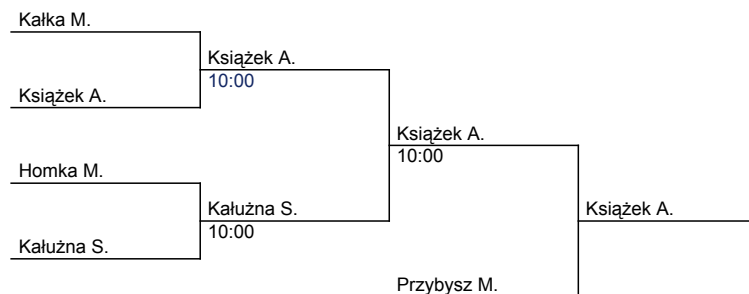 Kałka M.
Książek A.
10:00
Książek A.
Książek A.
10:00
Homka M.
Książek A.
Kałużna S.
10:00
Kałużna S.
Przybysz M.